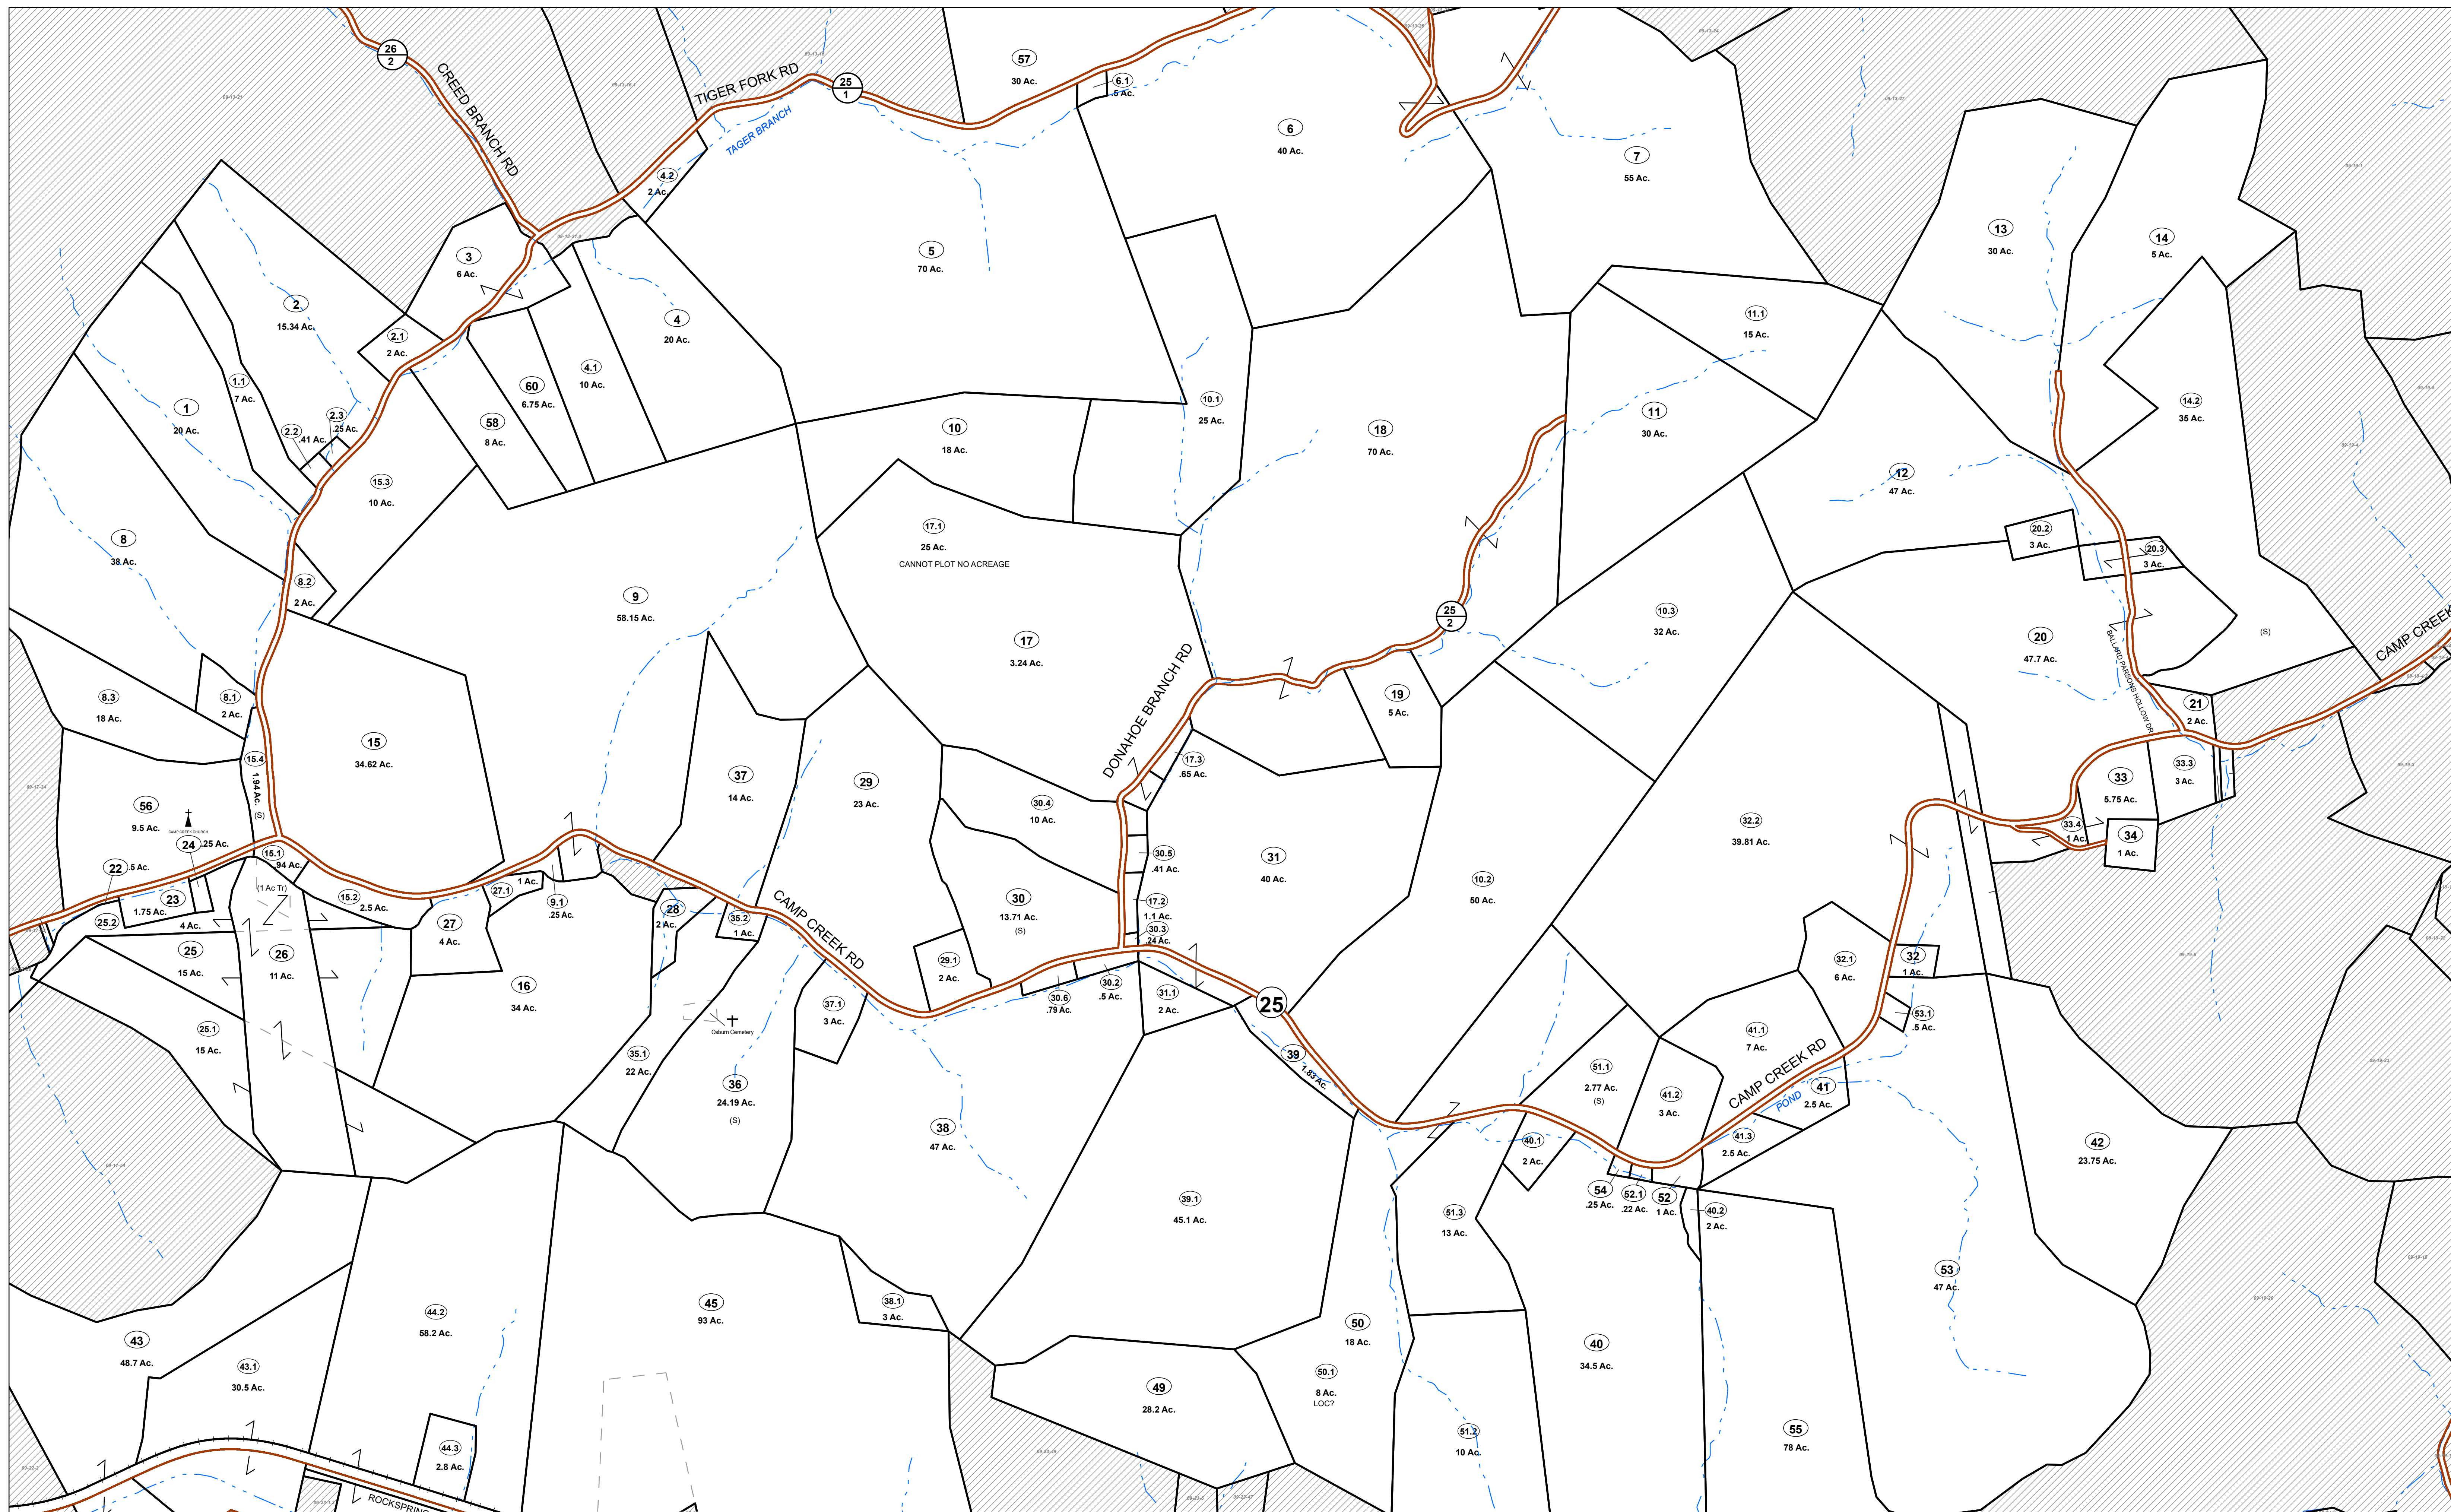 26
2
CREED BRANCH RD
TIGER FORK RD
TAGER BRANCH
25
1
57
30 Ac.
6.1
.5 Ac.
6
40 Ac.
7
55 Ac.
09-13-21
4.2
2 Ac.
3
6 Ac.
5
70 Ac.
13
30 Ac.
14
5 Ac.
2
15.34 Ac.
2.1
2 Ac.
4
20 Ac.
11.1
15 Ac.
1.1
7 Ac.
4.1
10 Ac.
60
6.75 Ac.
1
20 Ac.
2.2
.41 Ac.
2.3
.25 Ac.
58
8 Ac.
10
18 Ac.
10.1
25 Ac.
18
70 Ac.
11
30 Ac.
14.2
35 Ac.
15.3
10 Ac.
12
47 Ac.
8
38 Ac.
17.1
25 Ac.
CANNOT PLOT NO ACREAGE
20.2
3 Ac.
20.3
3 Ac.
8.2
2 Ac.
9
58.15 Ac.
25
2
10.3
32 Ac.
17
3.24 Ac.
20
47.7 Ac.
(S)
BALLARD PARSONS HOLLOW DR
CAMP CREEK
8.3
18 Ac.
8.1
2 Ac.
19
5 Ac.
21
2 Ac.
DONAHOE BRANCH RD
15
34.62 Ac.
15.4
1.94 Ac.
(S)
37
14 Ac.
29
23 Ac.
17.3
.65 Ac.
33
5.75 Ac.
33.3
3 Ac.
56
9.5 Ac.
CAMP CREEK CHURCH
30.4
10 Ac.
32.2
39.81 Ac.
33.4
1 Ac.
34
1 Ac.
24
.25 Ac.
15.1
.94 Ac.
22
.5 Ac.
30.5
.41 Ac.
31
40 Ac.
(1 Ac Tr)
15.2
2.5 Ac.
27.1
1 Ac.
9.1
.25 Ac.
10.2
50 Ac.
23
1.75 Ac.
25.2
4 Ac.
27
4 Ac.
28
2 Ac.
35.2
1 Ac.
CAMP CREEK RD
30
13.71 Ac.
(S)
17.2
1.1 Ac.
30.3
.24 Ac.
25
15 Ac.
26
11 Ac.
29.1
2 Ac.
32.1
6 Ac.
32
1 Ac.
16
34 Ac.
30.6
.79 Ac.
30.2
.5 Ac.
31.1
2 Ac.
25
53.1
.5 Ac.
25.1
15 Ac.
Osburn Cemetery
37.1
3 Ac.
41.1
7 Ac.
35.1
22 Ac.
39
1.83 Ac.
51.1
2.77 Ac.
(S)
CAMP CREEK RD
POND
41
2.5 Ac.
36
24.19 Ac.
(S)
41.2
3 Ac.
38
47 Ac.
40.1
2 Ac.
41.3
2.5 Ac.
42
23.75 Ac.
39.1
45.1 Ac.
54
.25 Ac.
52.1
.22 Ac.
52
1 Ac.
40.2
2 Ac.
51.3
13 Ac.
53
47 Ac.
44.2
58.2 Ac.
45
93 Ac.
38.1
3 Ac.
50
18 Ac.
43
48.7 Ac.
40
34.5 Ac.
43.1
30.5 Ac.
50.1
8 Ac.
LOC?
49
28.2 Ac.
51.2
10 Ac.
55
78 Ac.
44.3
2.8 Ac.